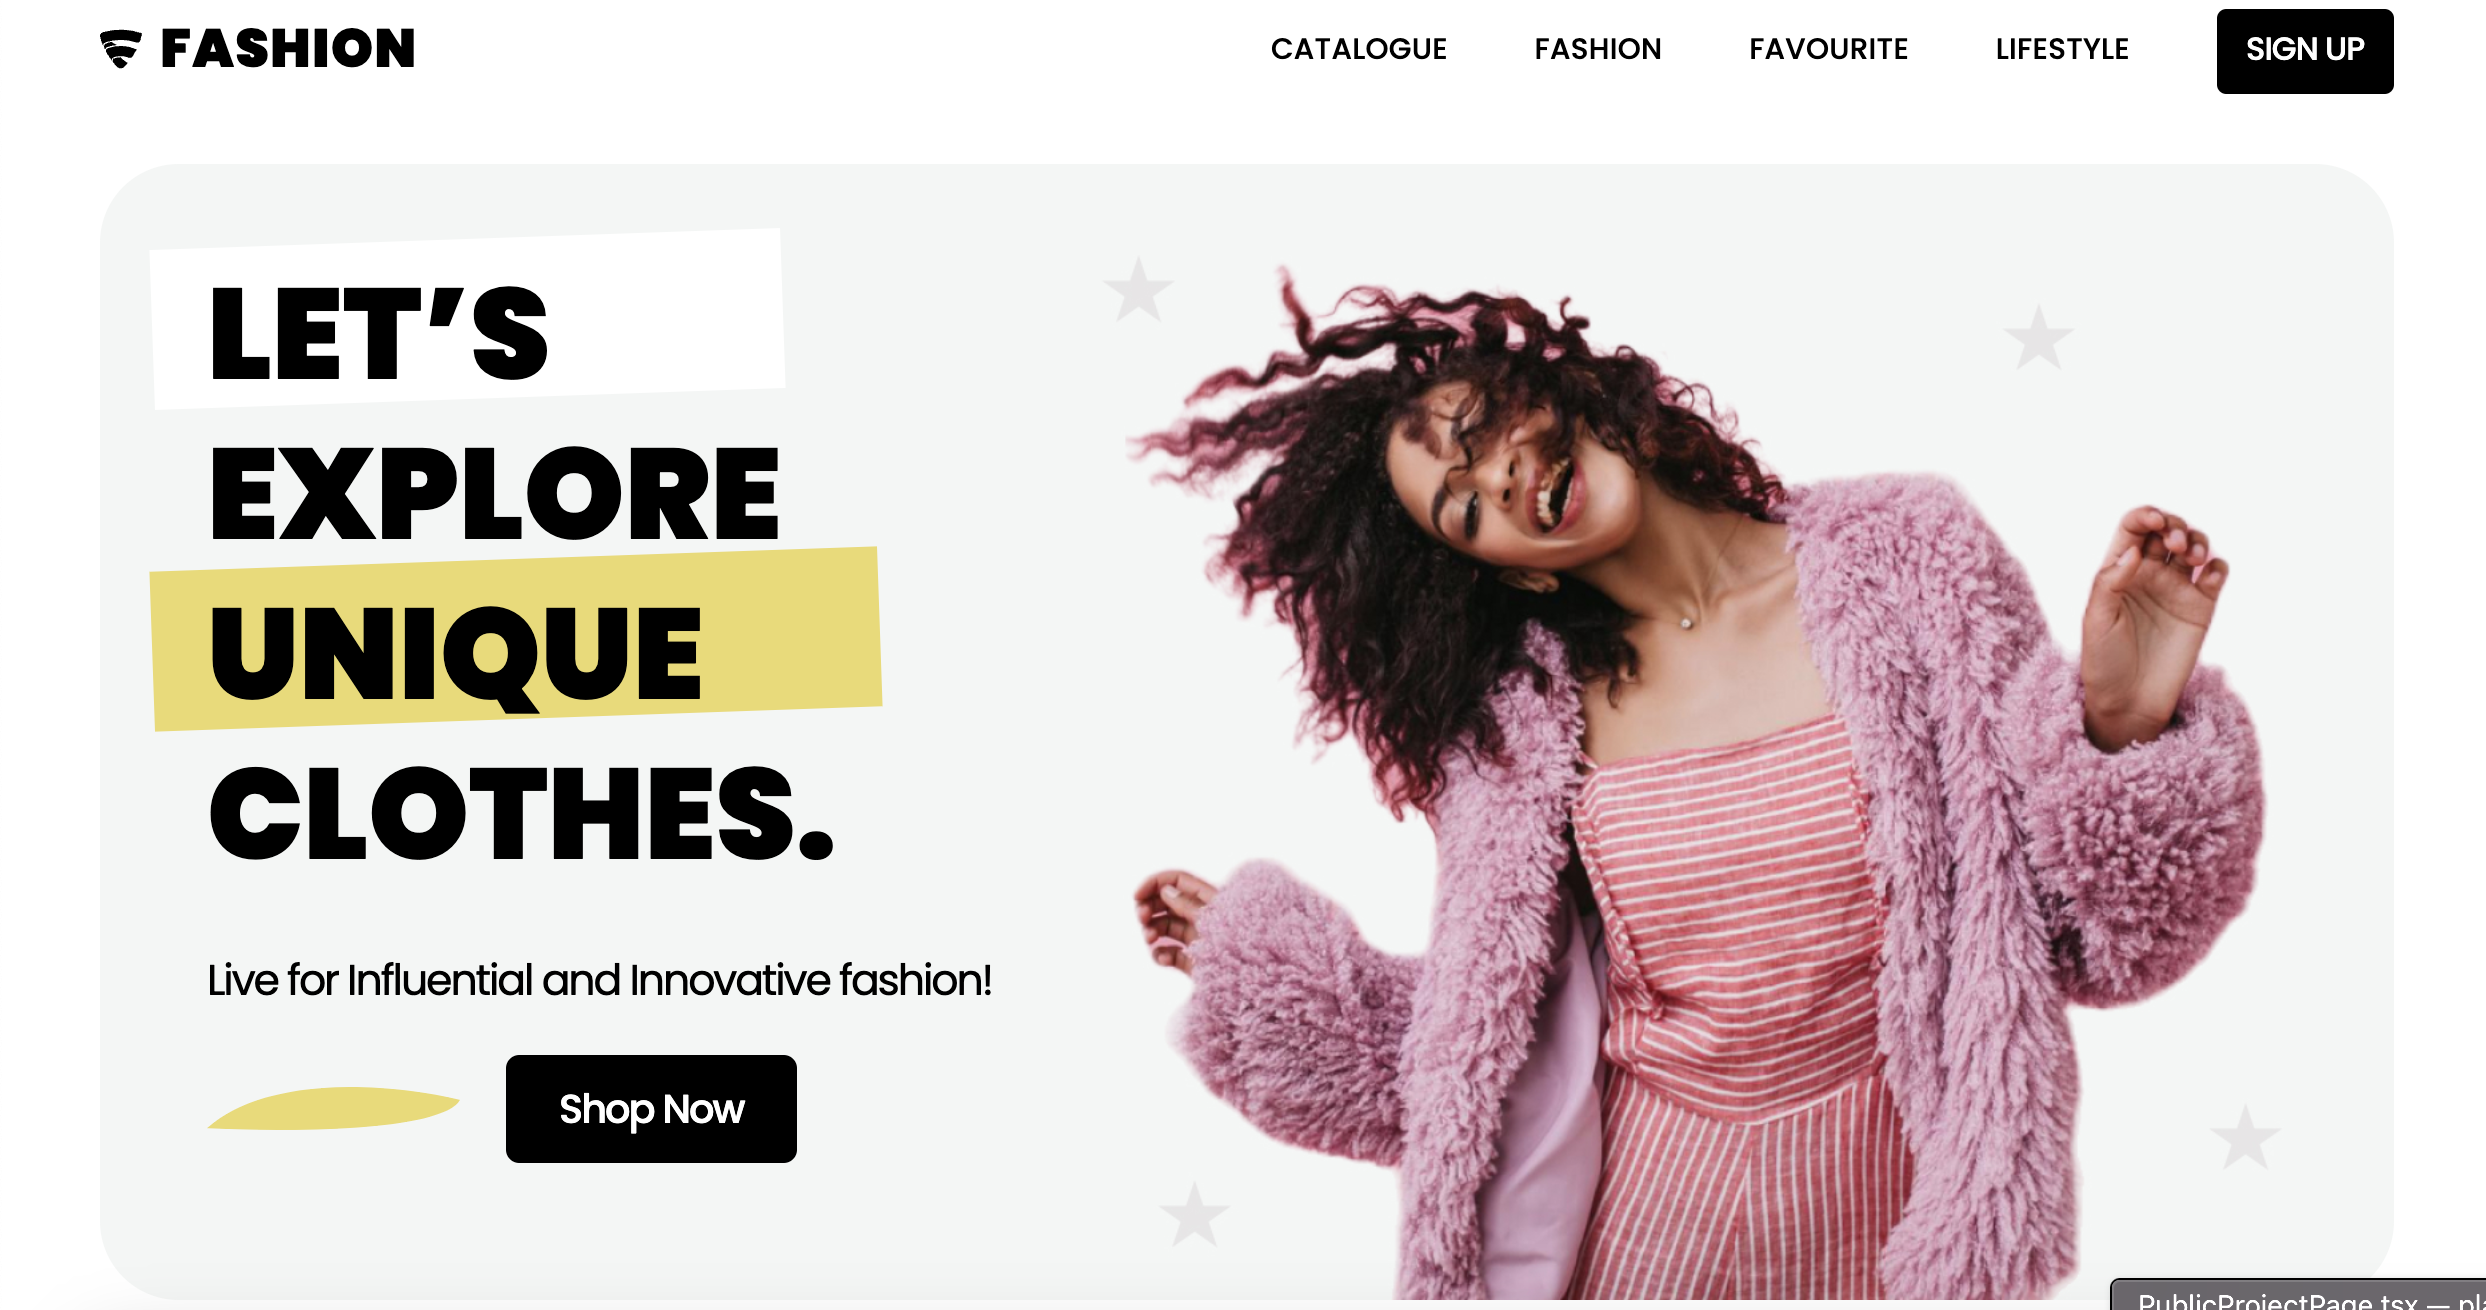 FASHION
CATALOGUE FASHION FAVOURITE LIFESTYLE SIGN UP
LET’S
EXPLORE
UNIQUE
CLOTHES.
Live for Influential and Innovative fashion!
Shop Now
PublicProjectPage.tsx —